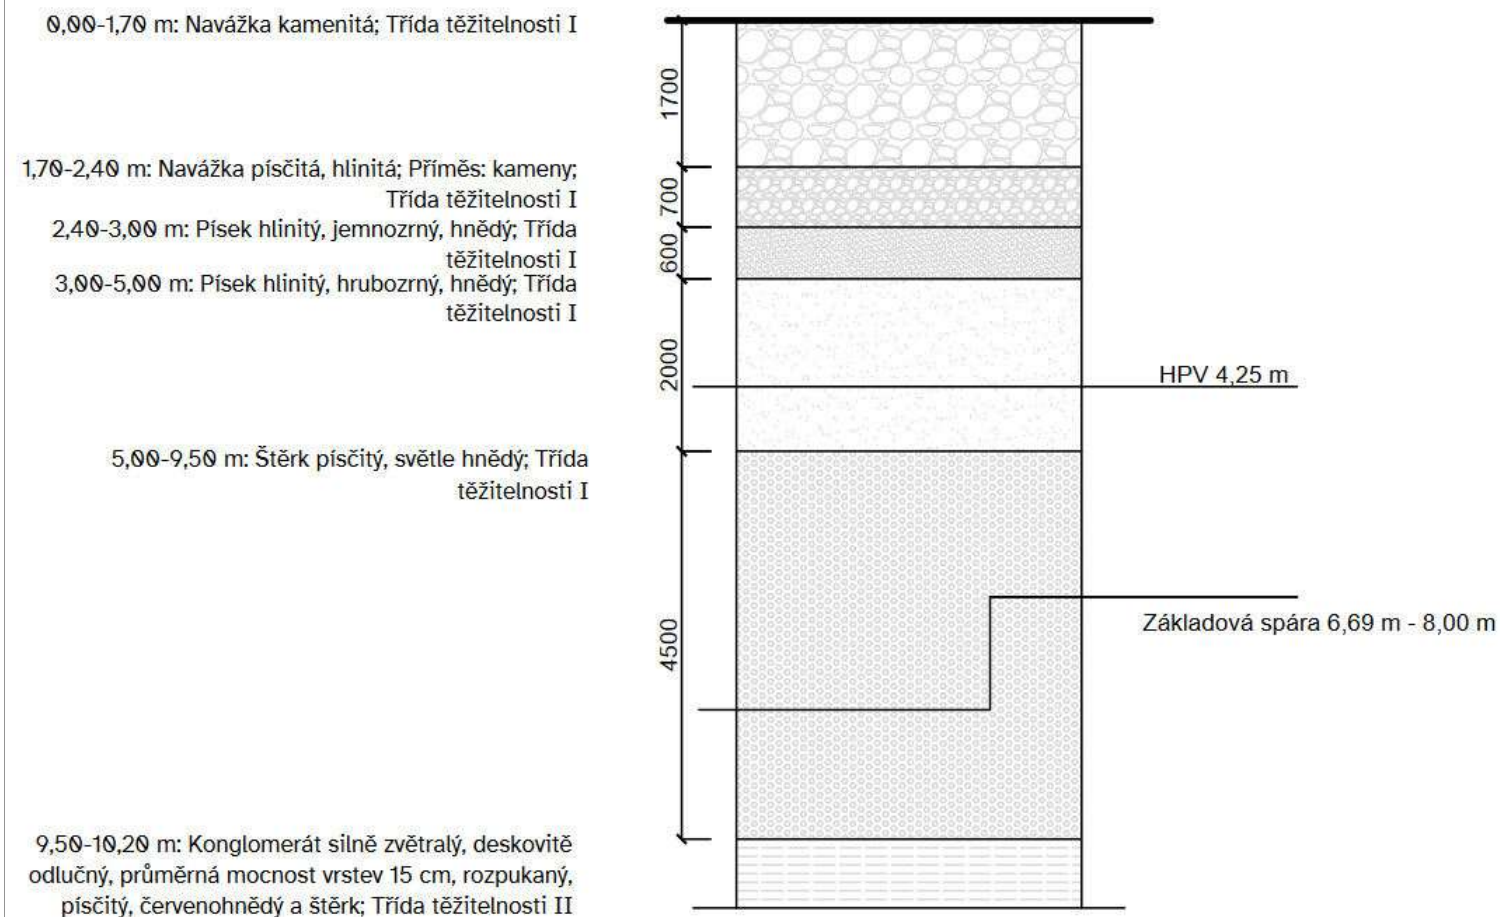 0,00-1,70 m: Navážka kamenitá; Třída těžitelnosti I
1,70-2,40 m: Navážka písčitá, hlinitá; Příměs: kameny;
Třída těžitelnosti I
2,40-3,00 m: Písek hlinitý, jemnozrný, hnědý; Třída
těžitelnosti I
3,00-5,00 m: Písek hlinitý, hrubozrný, hnědý; Třída
těžitelnosti I
5,00-9,50 m: Štěrk písčitý, světle hnědý; Třída
těžitelnosti I
9,50-10,20 m: Konglomerát silně zvětralý, deskovitě
odlučný, průměrná mocnost vrstev 15 cm, rozpukaný,
písčitý, červenohnědý a štěrk; Třída těžitelnosti II
1700
700
600
2000
4500
HPV 4,25 m
Základová spára 6,69 m - 8,00 m